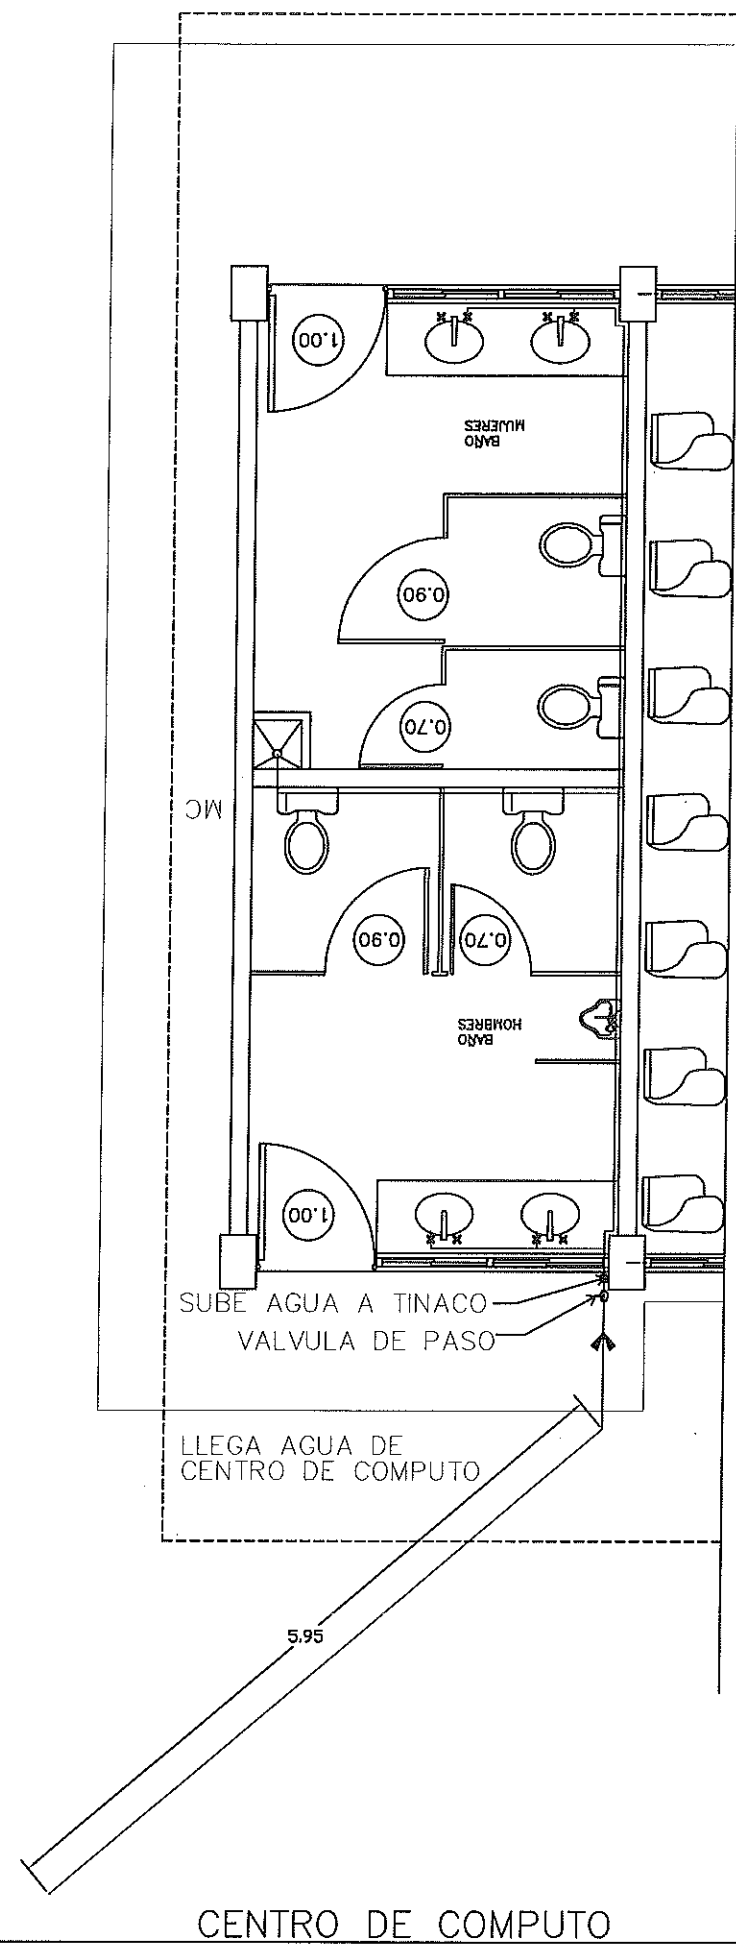 1.00
BAÑO
MUJERES
0.90
0.70
MC
0.90
0.70
BAÑO
HOMBRES
1.00
SUBE AGUA A TINACO
VALVULA DE PASO
LLEGA AGUA DE
CENTRO DE COMPUTO
5.95
CENTRO DE COMPUTO